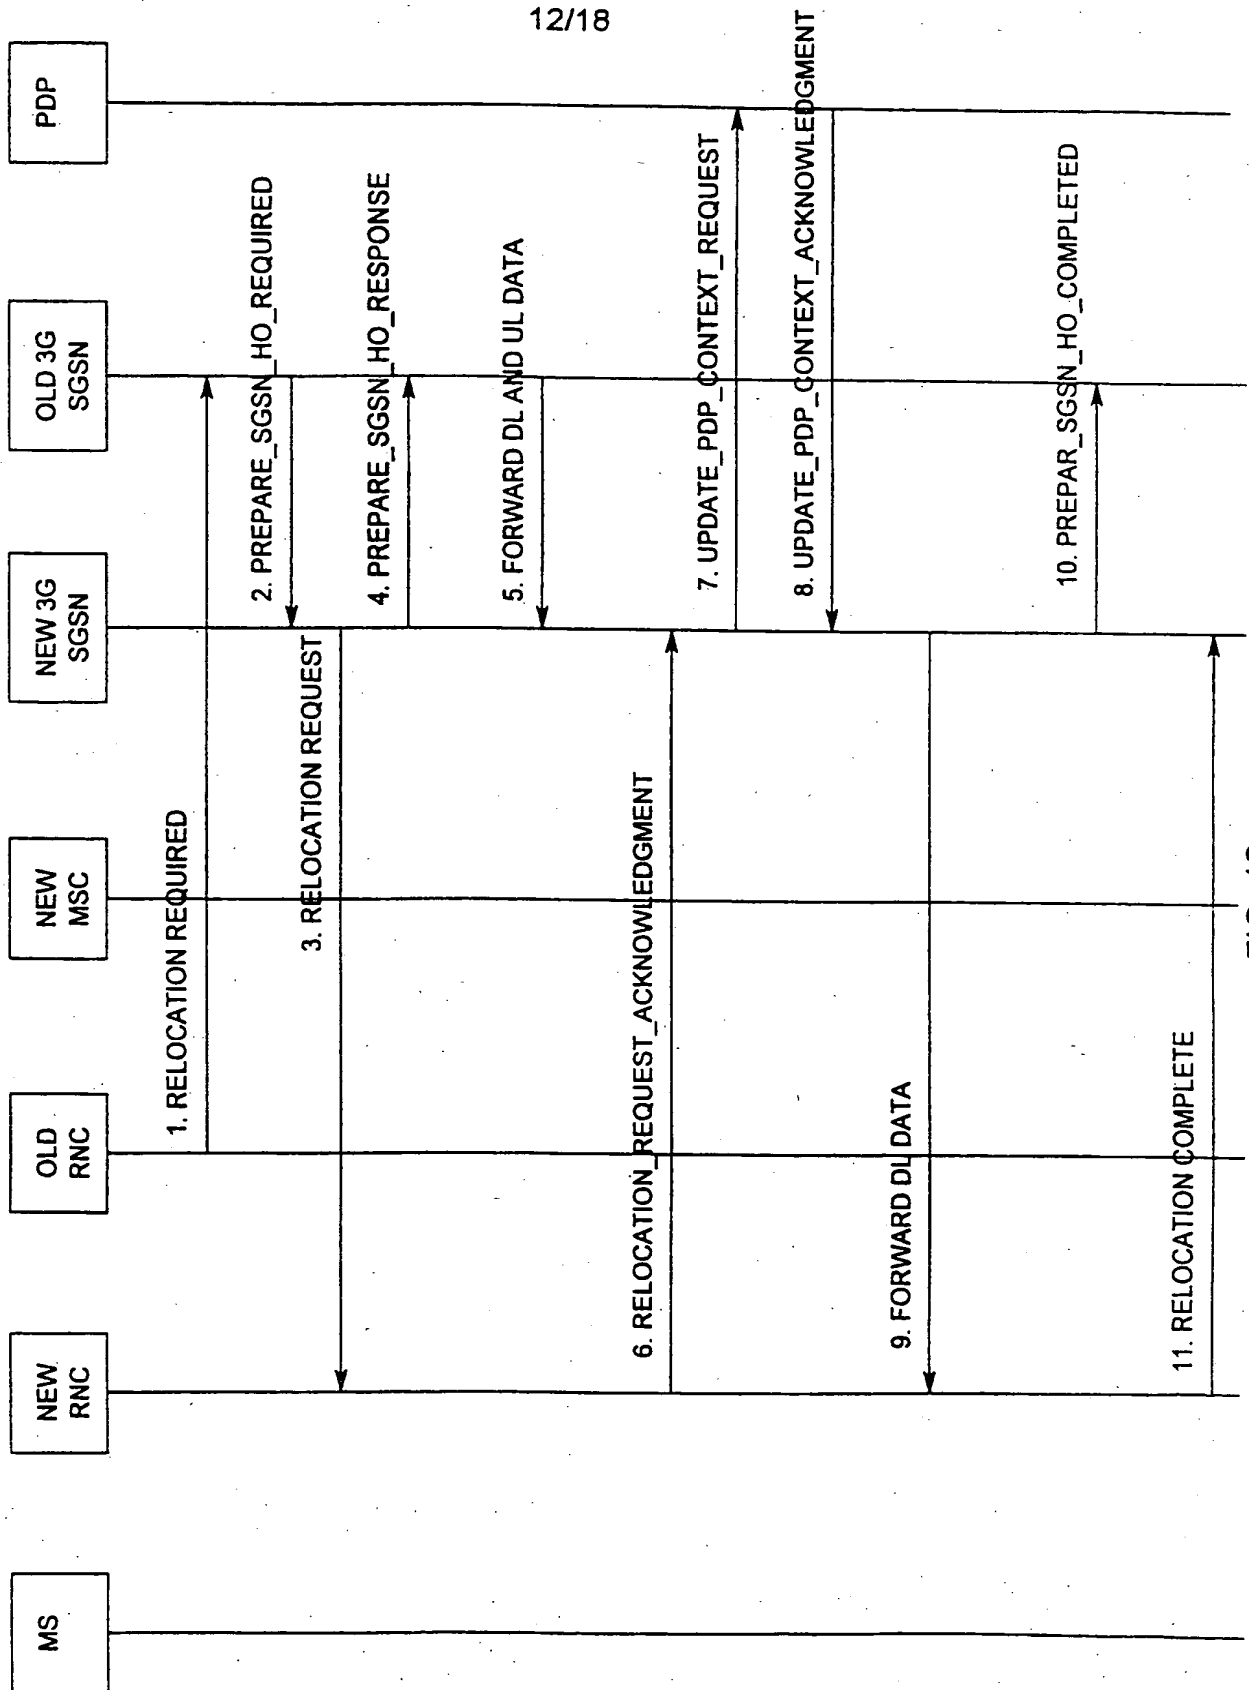 12/18
MS
NEW
RNC
OLD
RNC
NEW
MSC
NEW 3G
SGSN
OLD 3G
SGSN
PDP
1. RELOCATION REQUIRED
2. PREPARE_SGSN_HO_REQUIRED
3. RELOCATION REQUEST
4. PREPARE_SGSN_HO_RESPONSE
5. FORWARD DL AND UL DATA
6. RELOCATION_REQUEST_ACKNOWLEDGMENT
7. UPDATE_PDP_CONTEXT_REQUEST
8. UPDATE_PDP_CONTEXT_ACKNOWLEDGMENT
9. FORWARD DL DATA
10. PREPAR_SGSN_HO_COMPLETED
11. RELOCATION COMPLETE